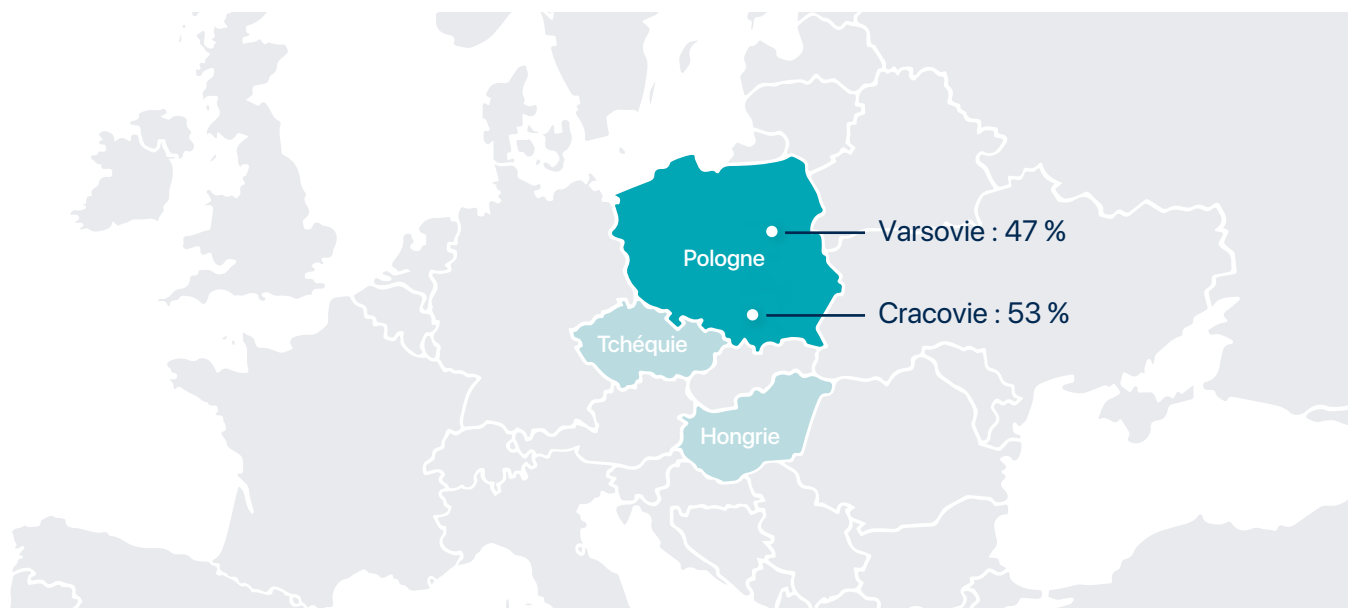 Varsovie : 47 %
Pologne
Cracovie : 53 %
Tchéquie
Hongrie